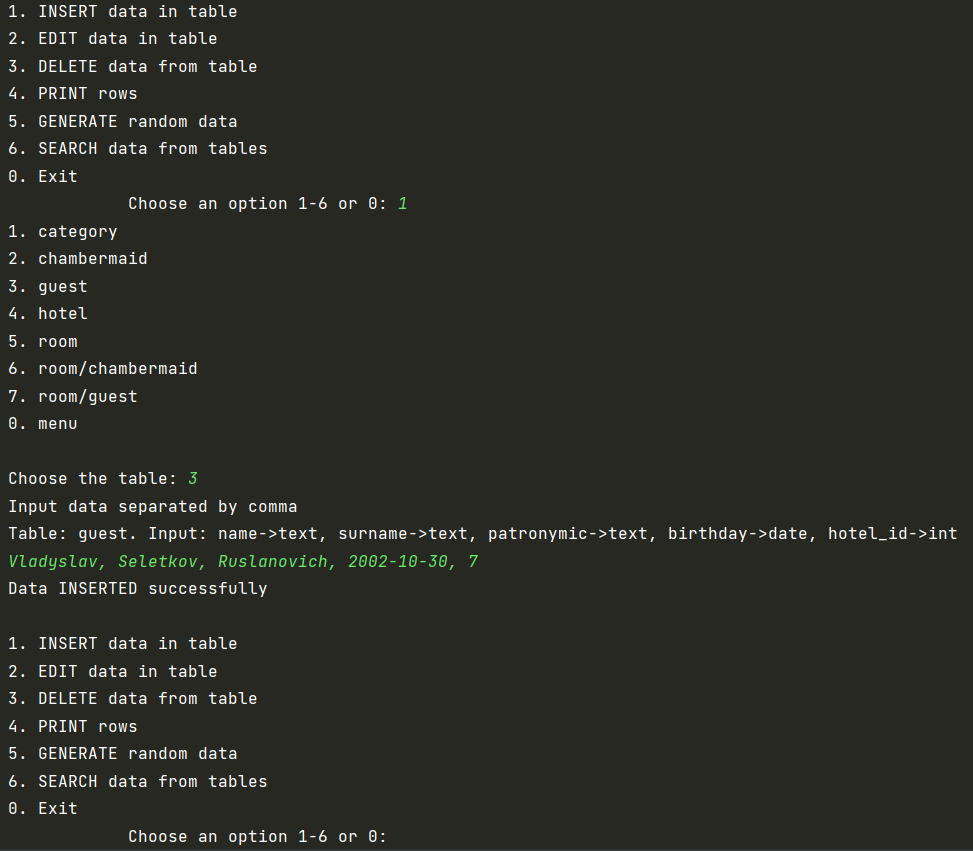 1. INSERT data in table
2. EDIT data in table
3. DELETE data from table
4. PRINT rows
5. GENERATE random data
6. SEARCH data from tables
0. Exit
Choose an option 1-6 or 0: 1
1. category
2. chambermaid
3. guest
4. hotel
5. room
6. room/chambermaid
7. room/guest
0. menu
Choose the table: 3
Input data separated by comma
Table: guest. Input: name->text, surname->text, patronymic->text, birthday->date, hotel_id->int
Vladyslav, Seletkov, Ruslanovich, 2002-10-30, 7
Data INSERTED successfully
1. INSERT data in table
2. EDIT data in table
3. DELETE data from table
4. PRINT rows
5. GENERATE random data
6. SEARCH data from tables
0. Exit
Choose an option 1-6 or 0: